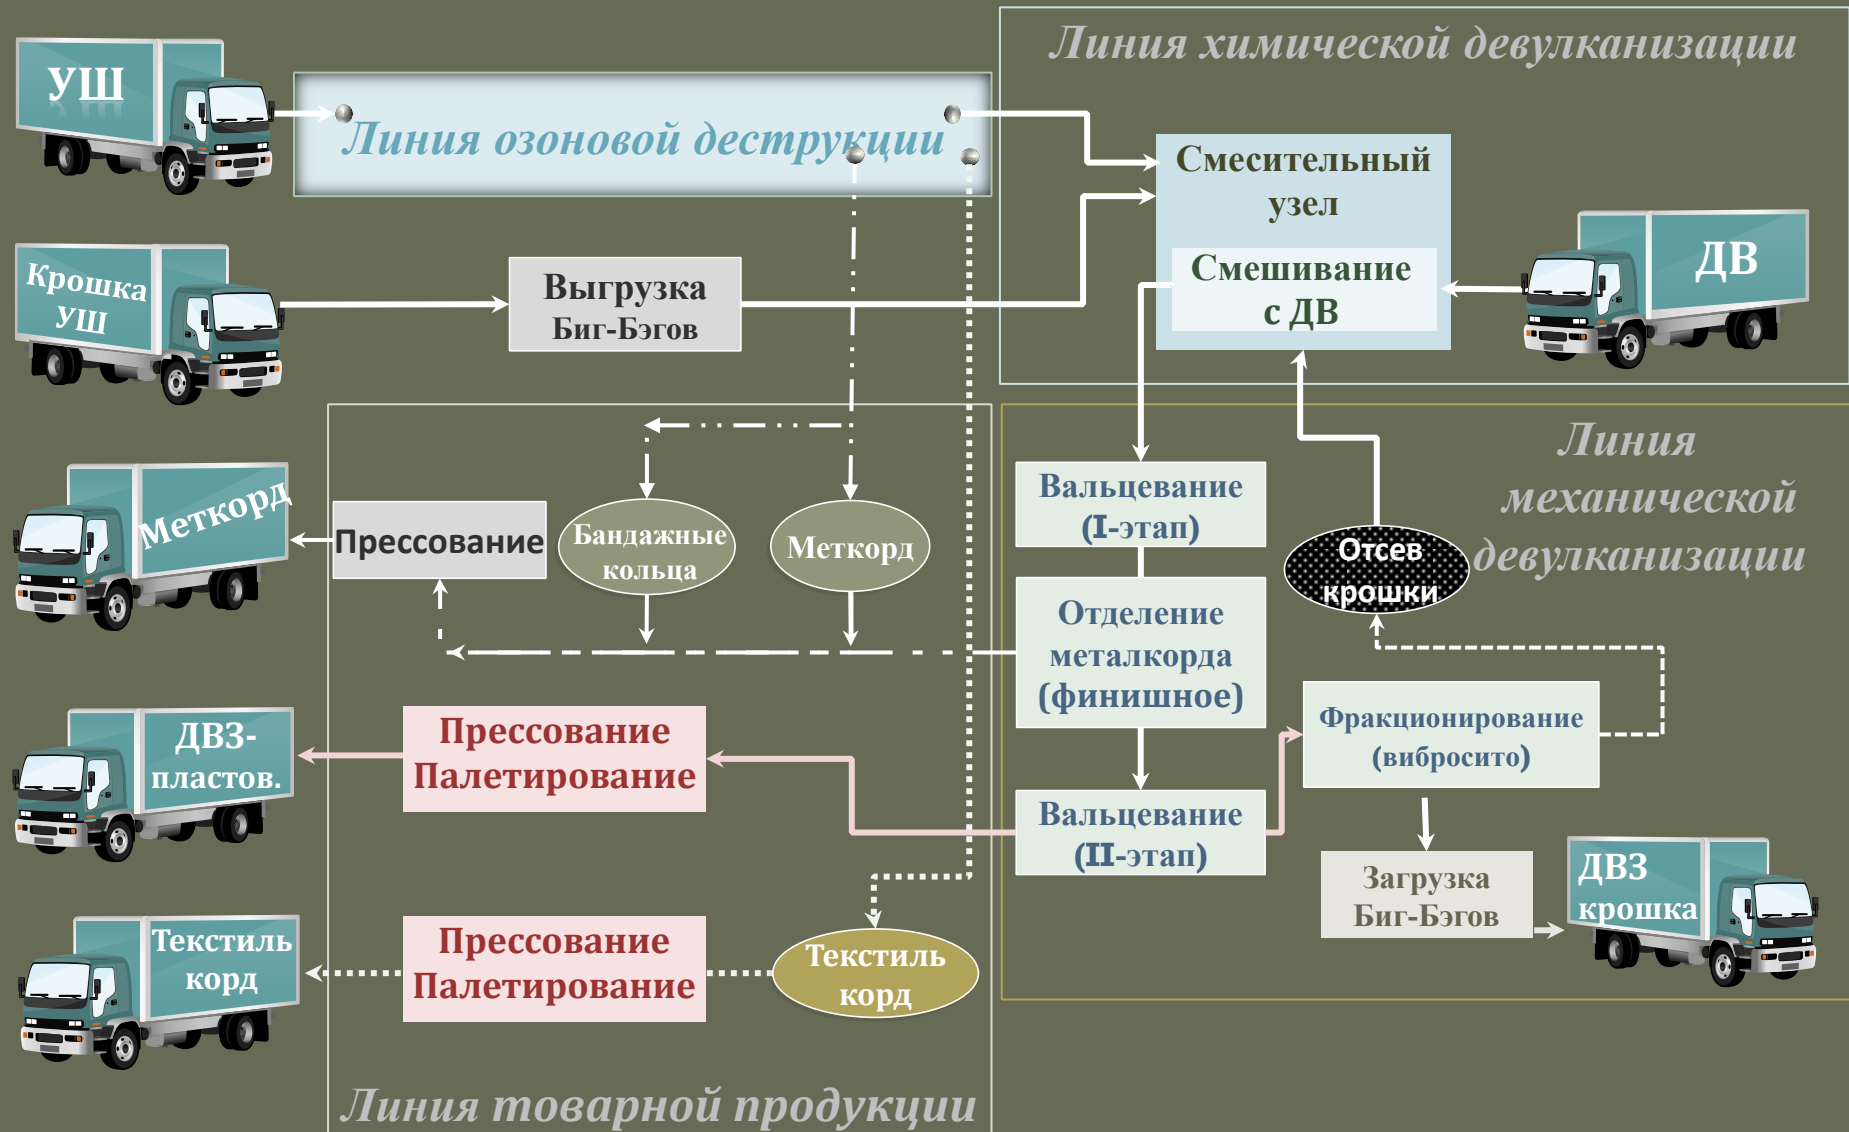 Линия химической девулканизации
УШ
Линия озоновой деструкции
Смесительный
узел
Смешивание
с ДВ
ДВ
Крошка
УШ
Выгрузка
Биг-Бэгов
Линия
механической
девулканизации
Вальцевание
(I-этап)
Отсев
крошки
Меткорд
Прессование
Бандажные
кольца
Меткорд
Отделение
металкорда
(финишное)
Фракционирование
(вибросито)
ДВЗ-
пластов.
Прессование
Палетирование
Вальцевание
(II-этап)
Загрузка
Биг-Бэгов
ДВЗ
крошка
Текстиль
корд
Прессование
Палетирование
Текстиль
корд
Линия товарной продукции